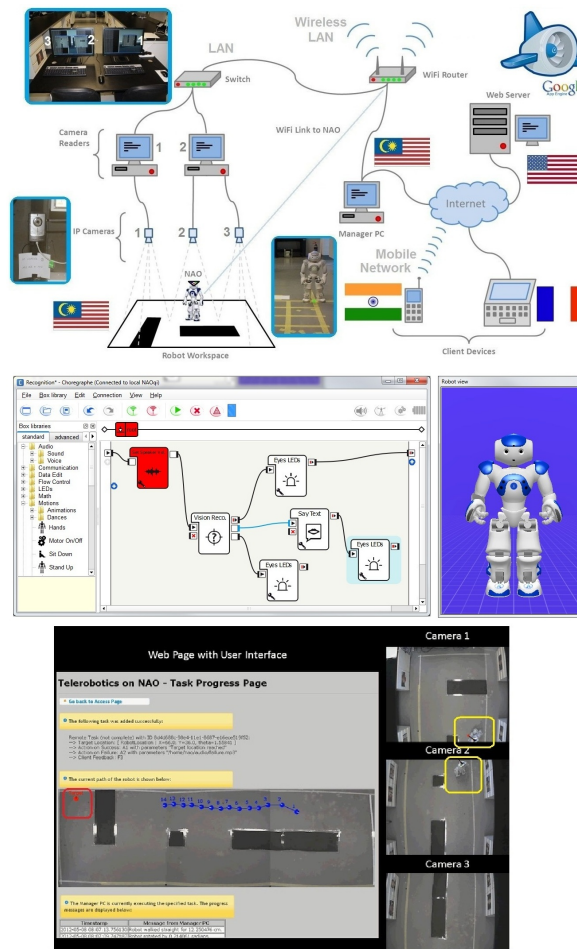 Wireless
LAN
LAN
Switch
WiFi Router
Google
Web Server
Camera
Readers
1
2
WiFi Link to NAO
Manager PC
Internet
IP Cameras
1
2
3
Mobile
Network
NAO
Robot Workspace
Client Devices
Recognition* - Choregraphe (Connected to local NAOqi)
File Box library Edit Connection View Help
Box libraries
standard advanced
Audio
Sound
Voice
Communication
Data Edit
Flow Control
LEDs
Math
Motions
Animations
Dances
Hands
Motor On/Off
Sit Down
Stand Up
Eyes LEDs
Vision Reco.
Say Text
Eyes LEDs
Eyes LEDs
Robot view
Web Page with User Interface
Telerobotics on NAO - Task Progress Page
Go back to Access Page
The following task was added successfully:
The current path of the robot is shown below:
The Manager PC is currently executing the specified task. The progress
messages are displayed below:
Timestamp Message from Manager PC
Camera 1
Camera 2
Camera 3